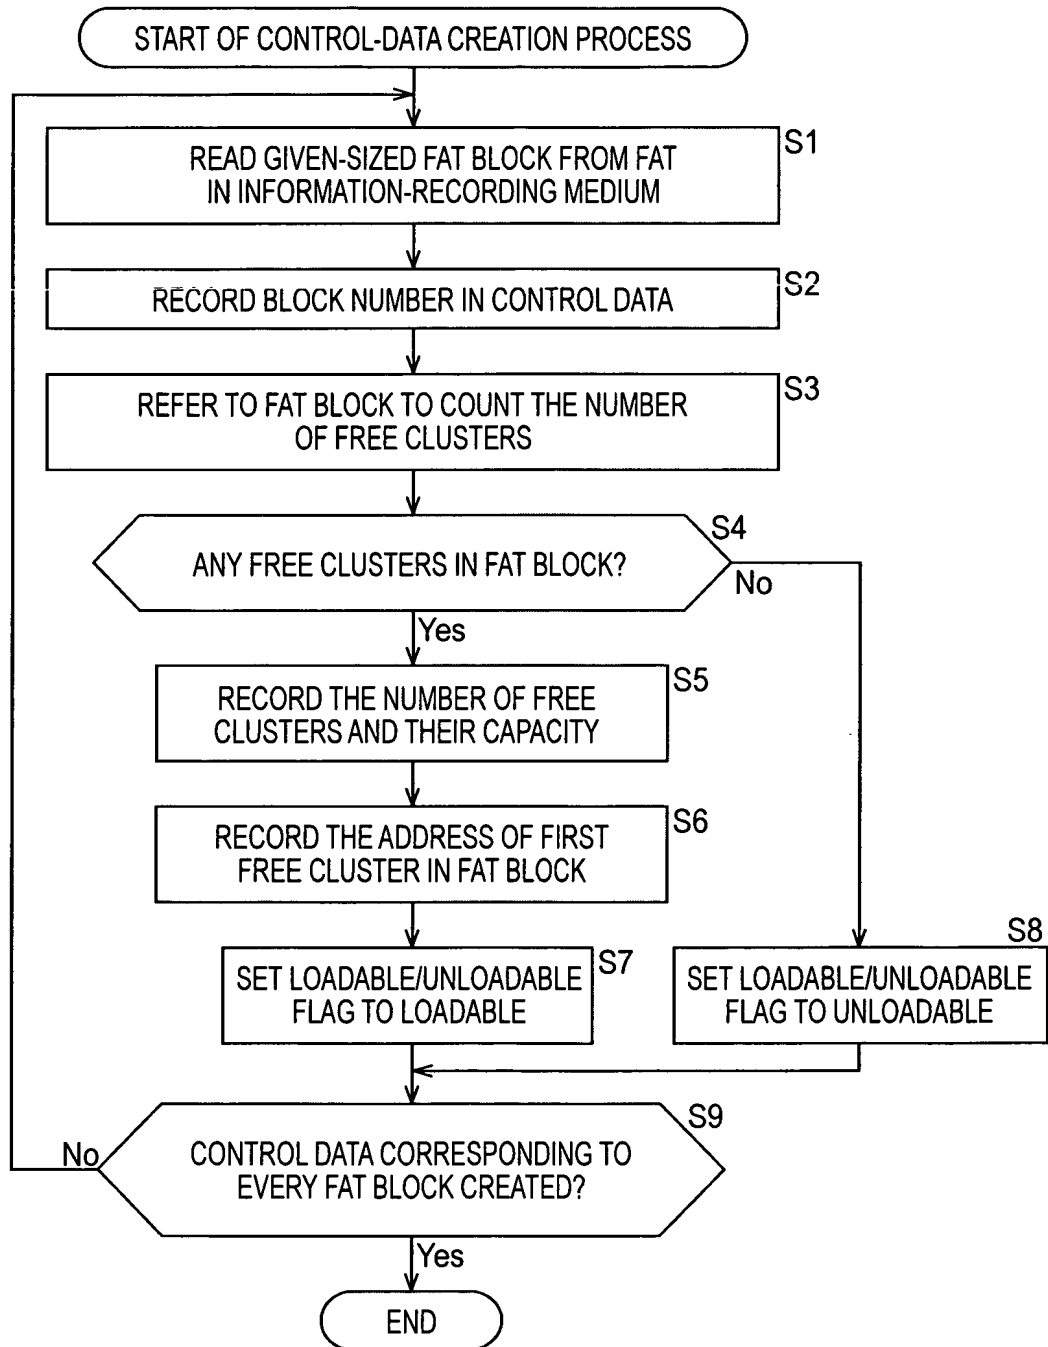 START OF CONTROL-DATA CREATION PROCESS
S1
READ GIVEN-SIZED FAT BLOCK FROM FAT
IN INFORMATION-RECORDING MEDIUM
S2
RECORD BLOCK NUMBER IN CONTROL DATA
S3
REFER TO FAT BLOCK TO COUNT THE NUMBER
OF FREE CLUSTERS
S4
ANY FREE CLUSTERS IN FAT BLOCK?
No
Yes
S5
RECORD THE NUMBER OF FREE
CLUSTERS AND THEIR CAPACITY
S6
RECORD THE ADDRESS OF FIRST
FREE CLUSTER IN FAT BLOCK
S7
SET LOADABLE/UNLOADABLE
FLAG TO LOADABLE
S8
SET LOADABLE/UNLOADABLE
FLAG TO UNLOADABLE
S9
No
CONTROL DATA CORRESPONDING TO
EVERY FAT BLOCK CREATED?
Yes
END